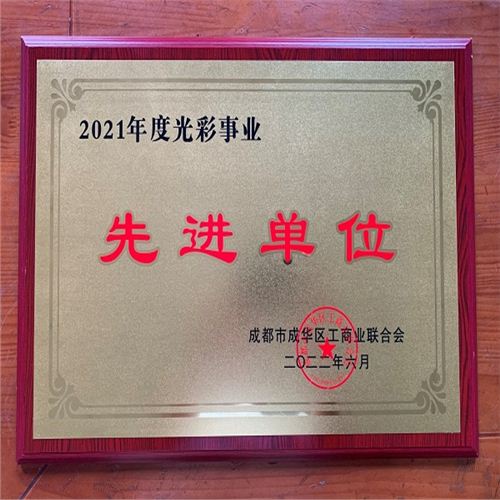 2021年度光彩事业
先进单位
成都市成华区工商业联合会
二〇二二年六月